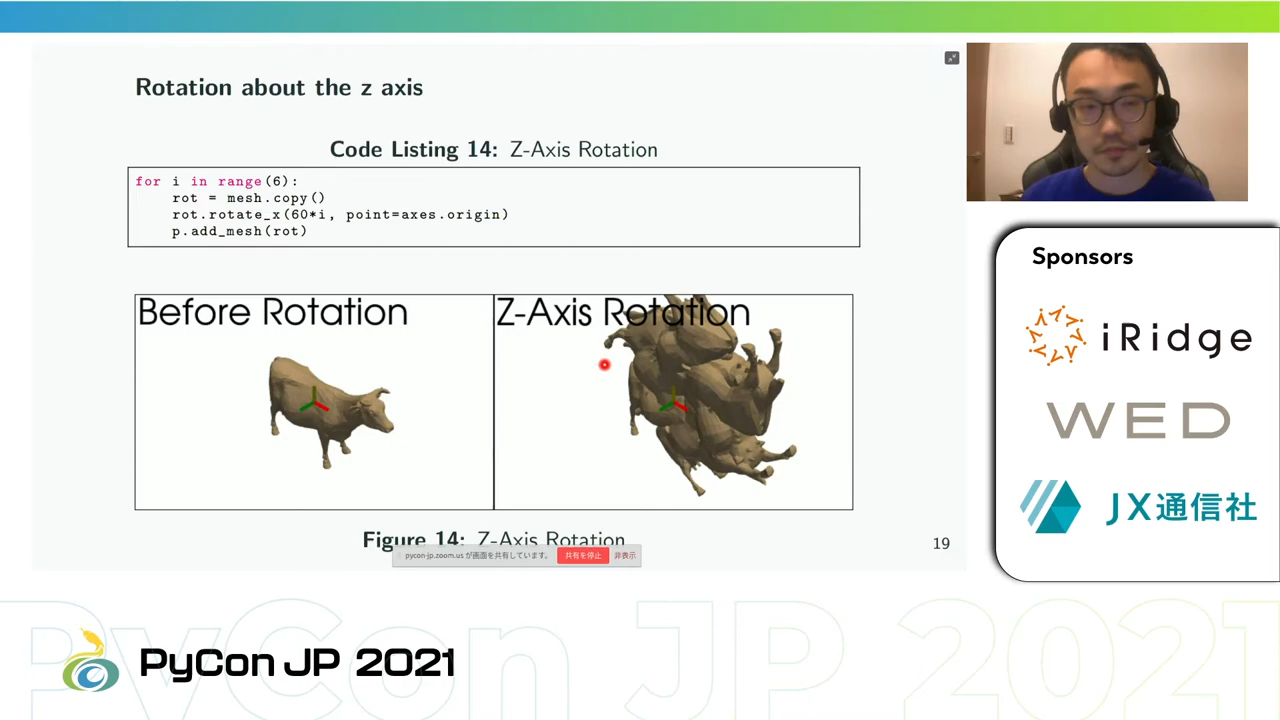 Rotation about the z axis
Code Listing 14: Z-Axis Rotation
for i in range(6):
    rot = mesh.copy()
    rot.rotate_x(60*i, point=axes.origin)
    p.add_mesh(rot)
Before Rotation
Z-Axis Rotation
Figure 14: Z-Axis Rotation
19
pycon-jp.zoom.us が画面を共有しています。 共有を停止 非表示
Sponsors
iRidge
WED
JX通信社
PyCon JP 2021
PyCon JP 2021